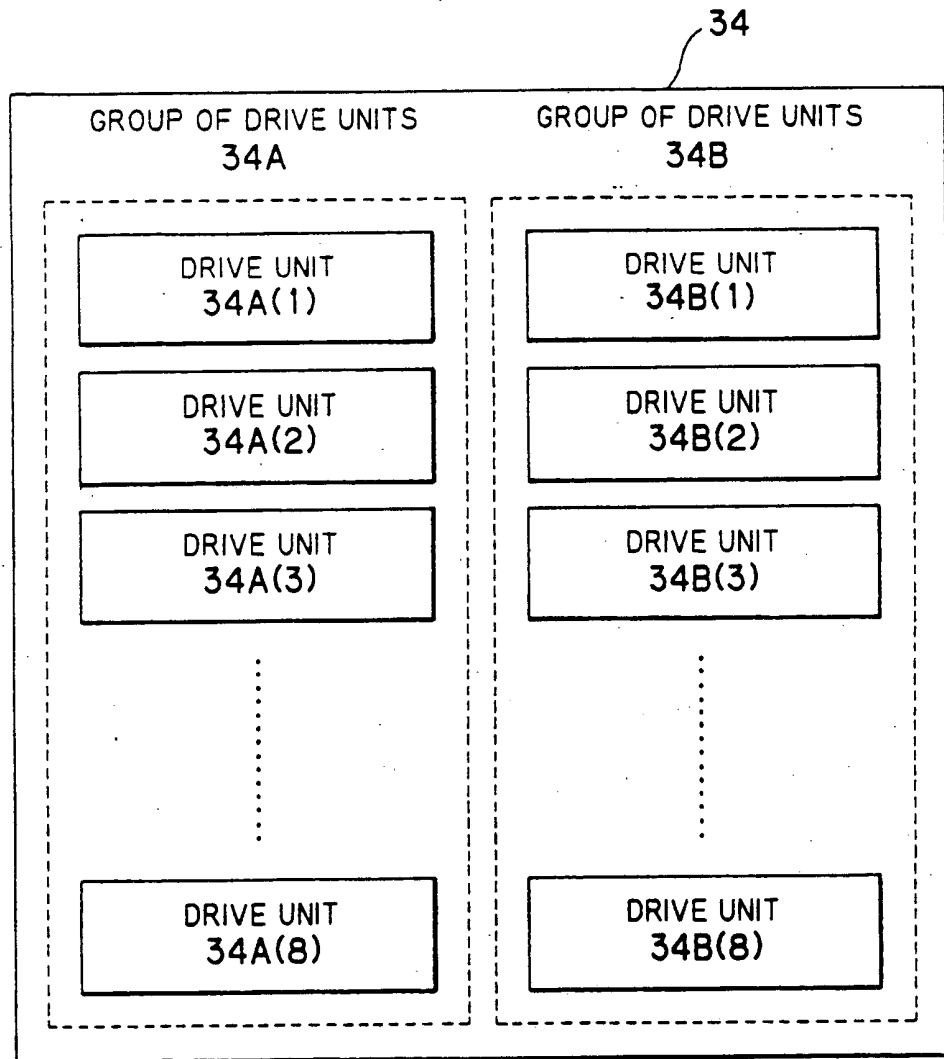 34
GROUP OF DRIVE UNITS
34A
DRIVE UNIT
34A(1)
DRIVE UNIT
34A(2)
DRIVE UNIT
34A(3)
DRIVE UNIT
34A(8)
GROUP OF DRIVE UNITS
34B
DRIVE UNIT
34B(1)
DRIVE UNIT
34B(2)
DRIVE UNIT
34B(3)
DRIVE UNIT
34B(8)